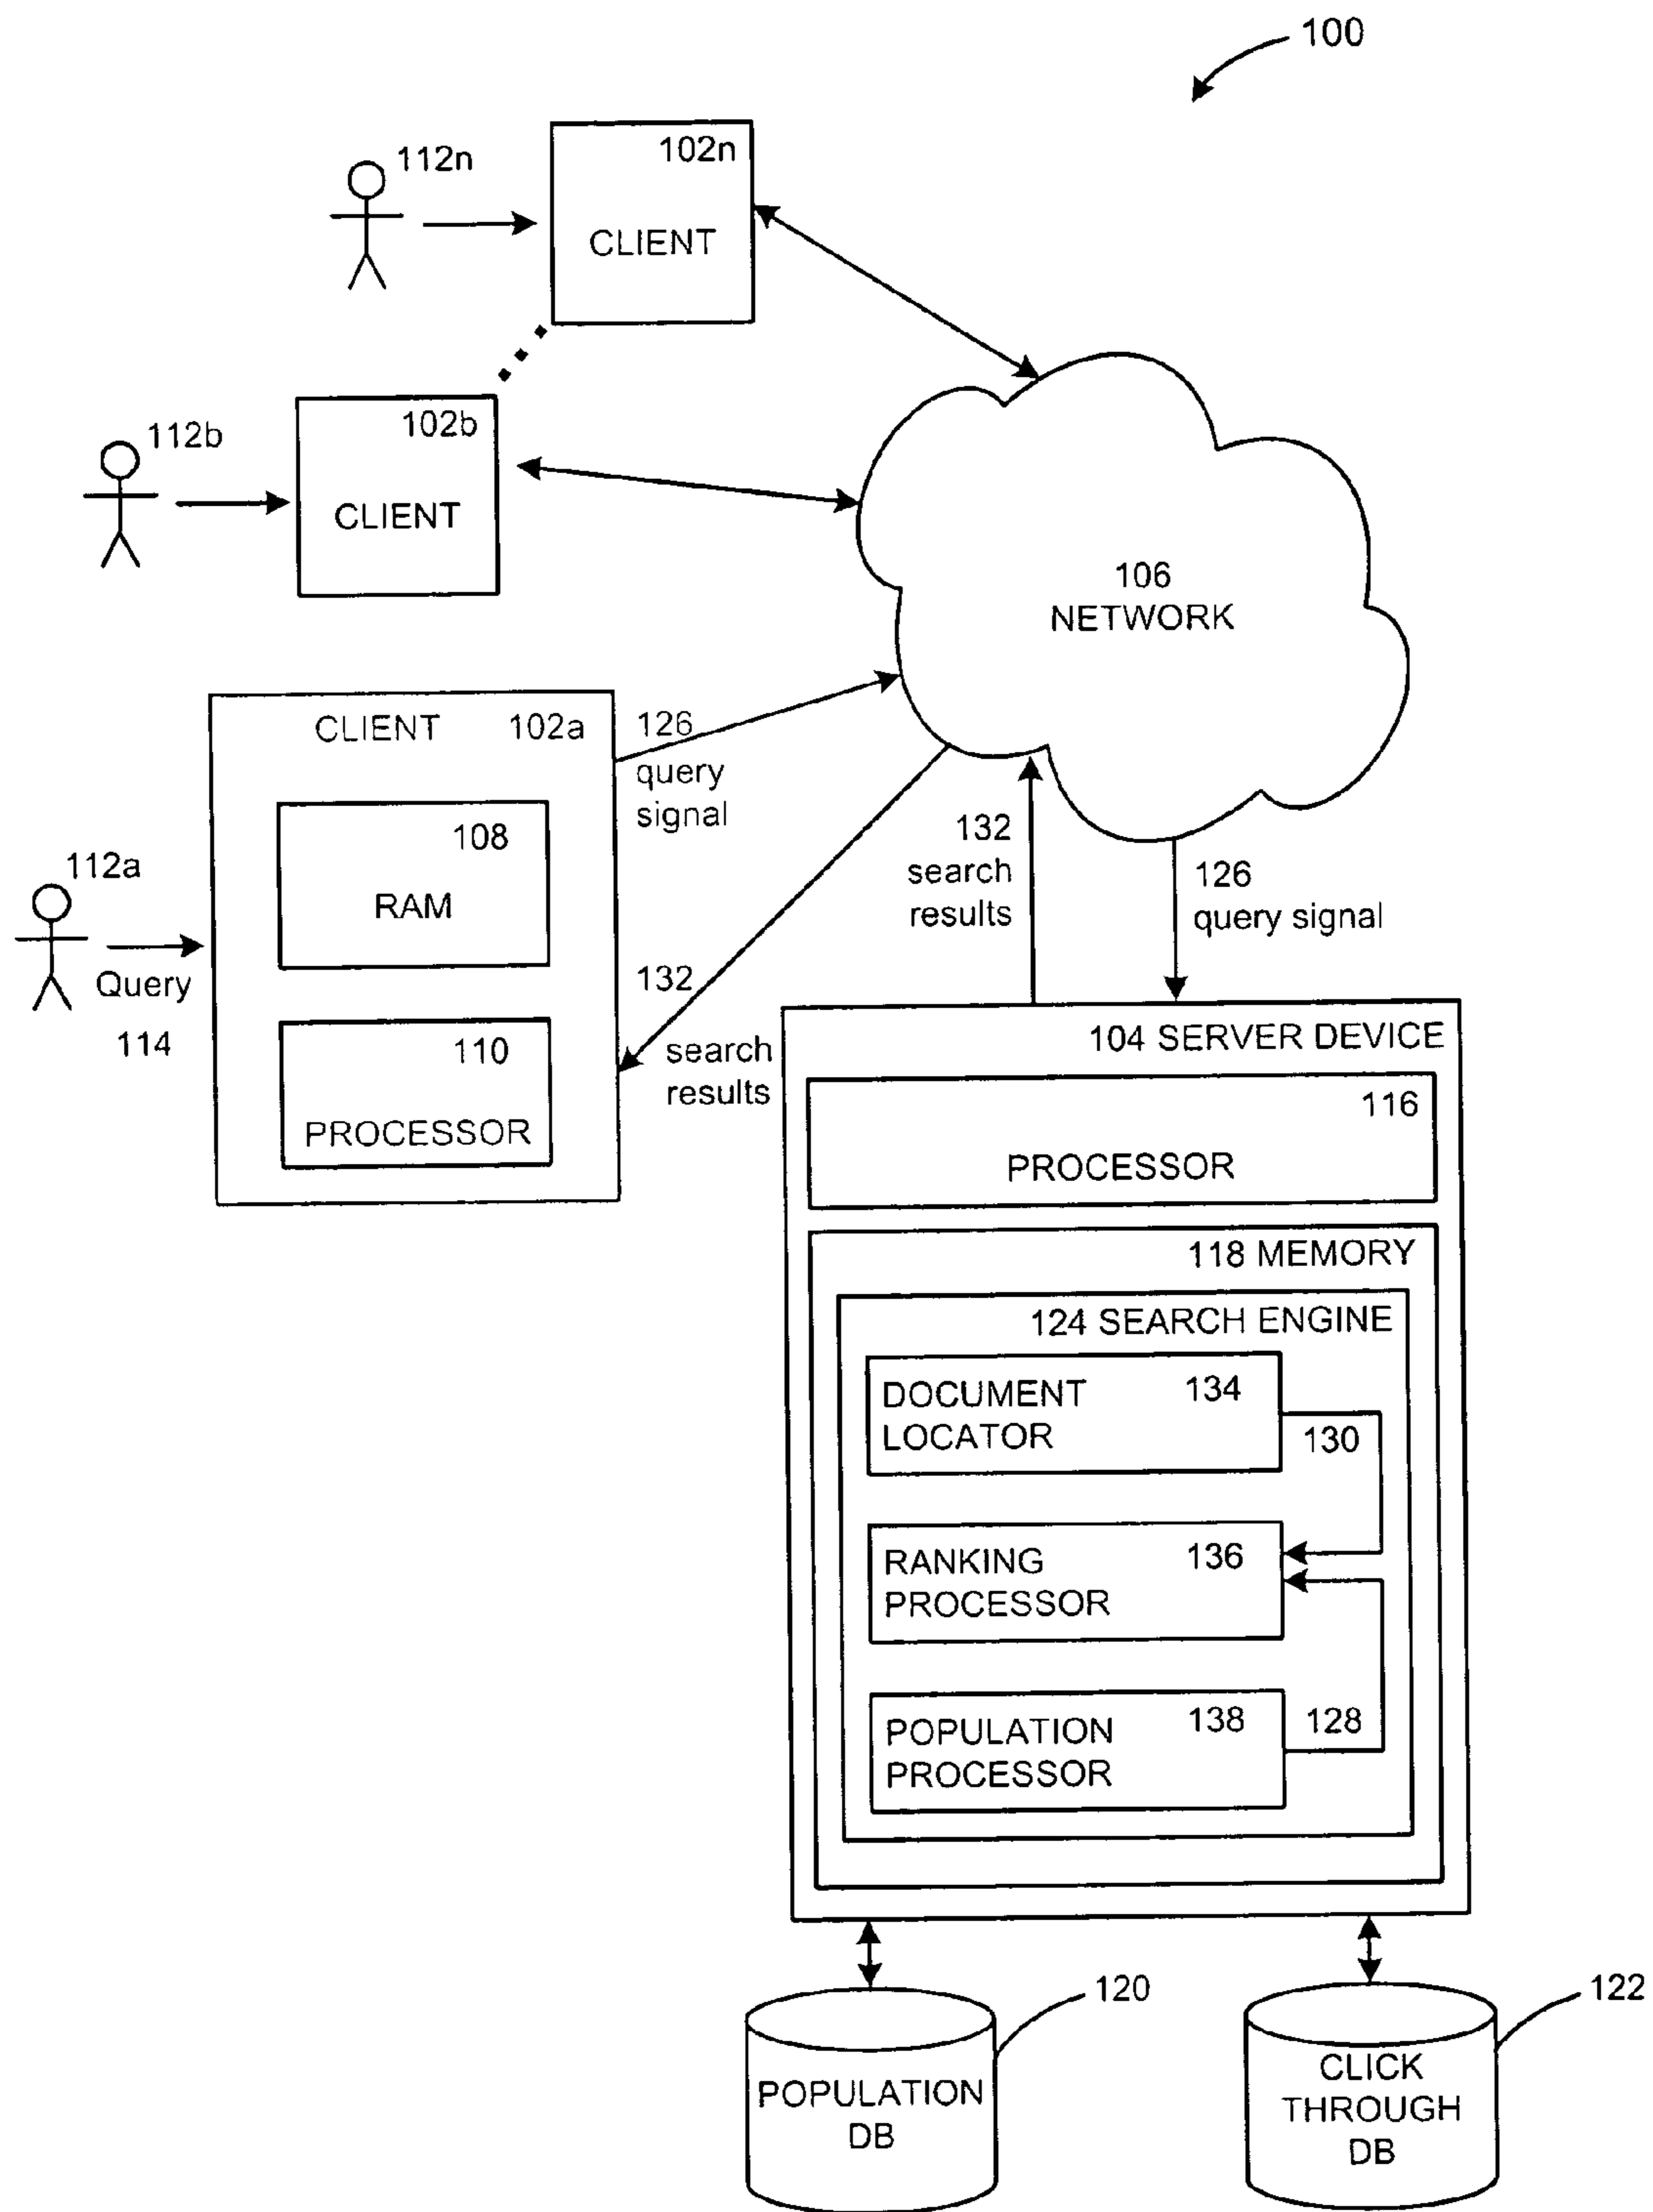 100
112n
102n
CLIENT
112b
102b
CLIENT
106
NETWORK
CLIENT 102a
126
query
signal
108
RAM
112a
Query
114
110
PROCESSOR
132
search
results
132
search
results
126
query signal
104 SERVER DEVICE
116
PROCESSOR
118 MEMORY
124 SEARCH ENGINE
DOCUMENT 134
LOCATOR
130
RANKING 136
PROCESSOR
POPULATION 138
PROCESSOR
128
120
POPULATION
DB
122
CLICK
THROUGH
DB